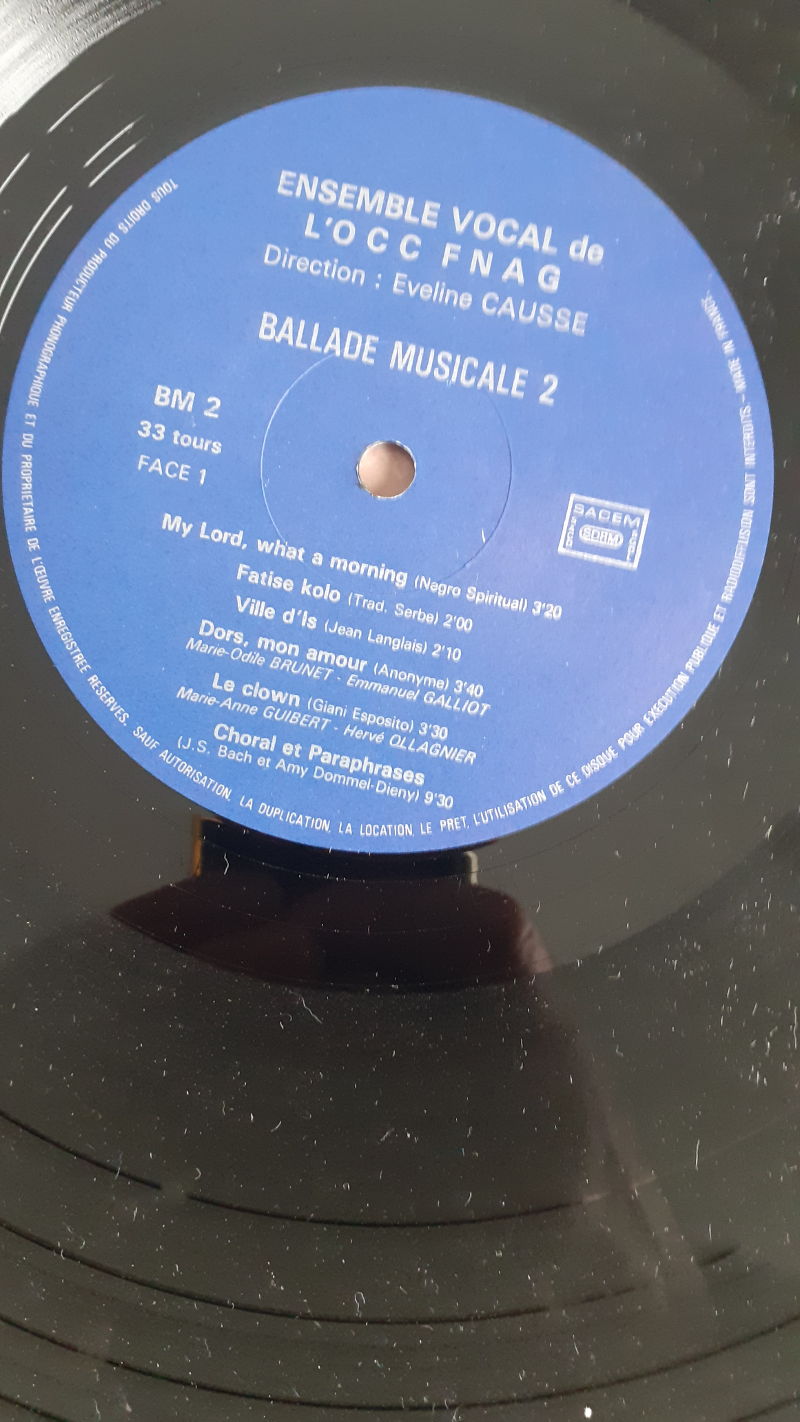 ENSEMBLE VOCAL de
L'O C C F N A G
Direction : Eveline CAUSSE
BALLADE MUSICALE 2
BM 2
33 tours
FACE 1
SACEM
SDRM
My Lord, what a morning (Negro Spiritual) 3'20
Fatise kolo (Trad. Serbe) 2'00
Ville d'Is (Jean Langlais) 2'10
Dors, mon amour (Anonyme) 3'40
Marie-Odile BRUNET - Emmanuel GALLIOT
Le clown (Giani Esposito) 3'30
Marie-Anne GUIBERT - Hervé OLLAGNIER
Choral et Paraphrases
(J.S. Bach et Amy Dommel-Dieny) 9'30
TOUS DROITS DU PRODUCTEUR PHONOGRAPHIQUE ET DU PROPRIETAIRE DE L'ŒUVRE ENREGISTREE RESERVES. SAUF AUTORISATION, LA DUPLICATION, LA LOCATION, LE PRET, L'UTILISATION DE CE DISQUE POUR EXECUTION PUBLIQUE ET RADIODIFFUSION SONT INTERDITS. - MADE IN FRANCE.